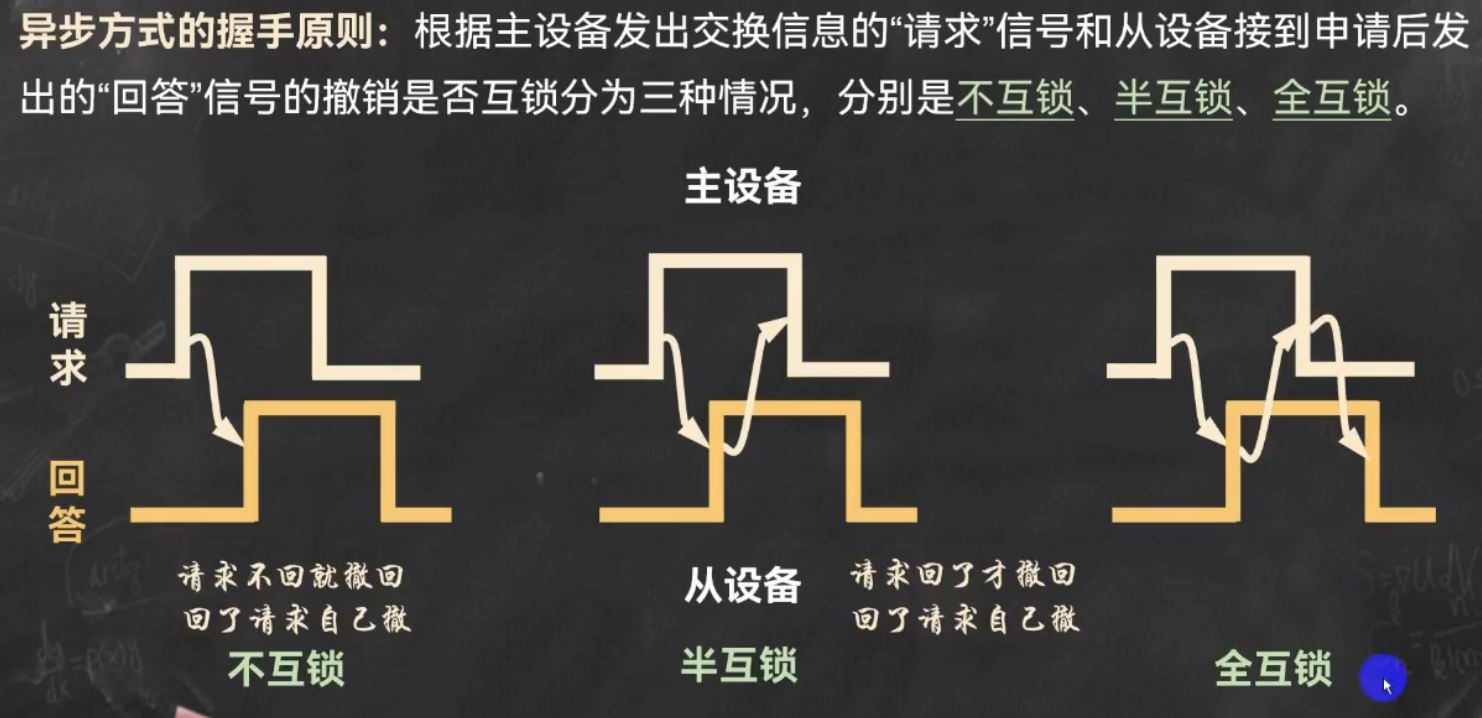 异步方式的握手原则：根据主设备发出交换信息的“请求”信号和从设备接到申请后发
出的“回答”信号的撤销是否互锁分为三种情况，分别是不互锁、半互锁、全互锁。
主设备
请求
回答
从设备
请求不回就撤回
回了请求自己撤
请求回了才撤回
回了请求自己撤
不互锁
半互锁
全互锁